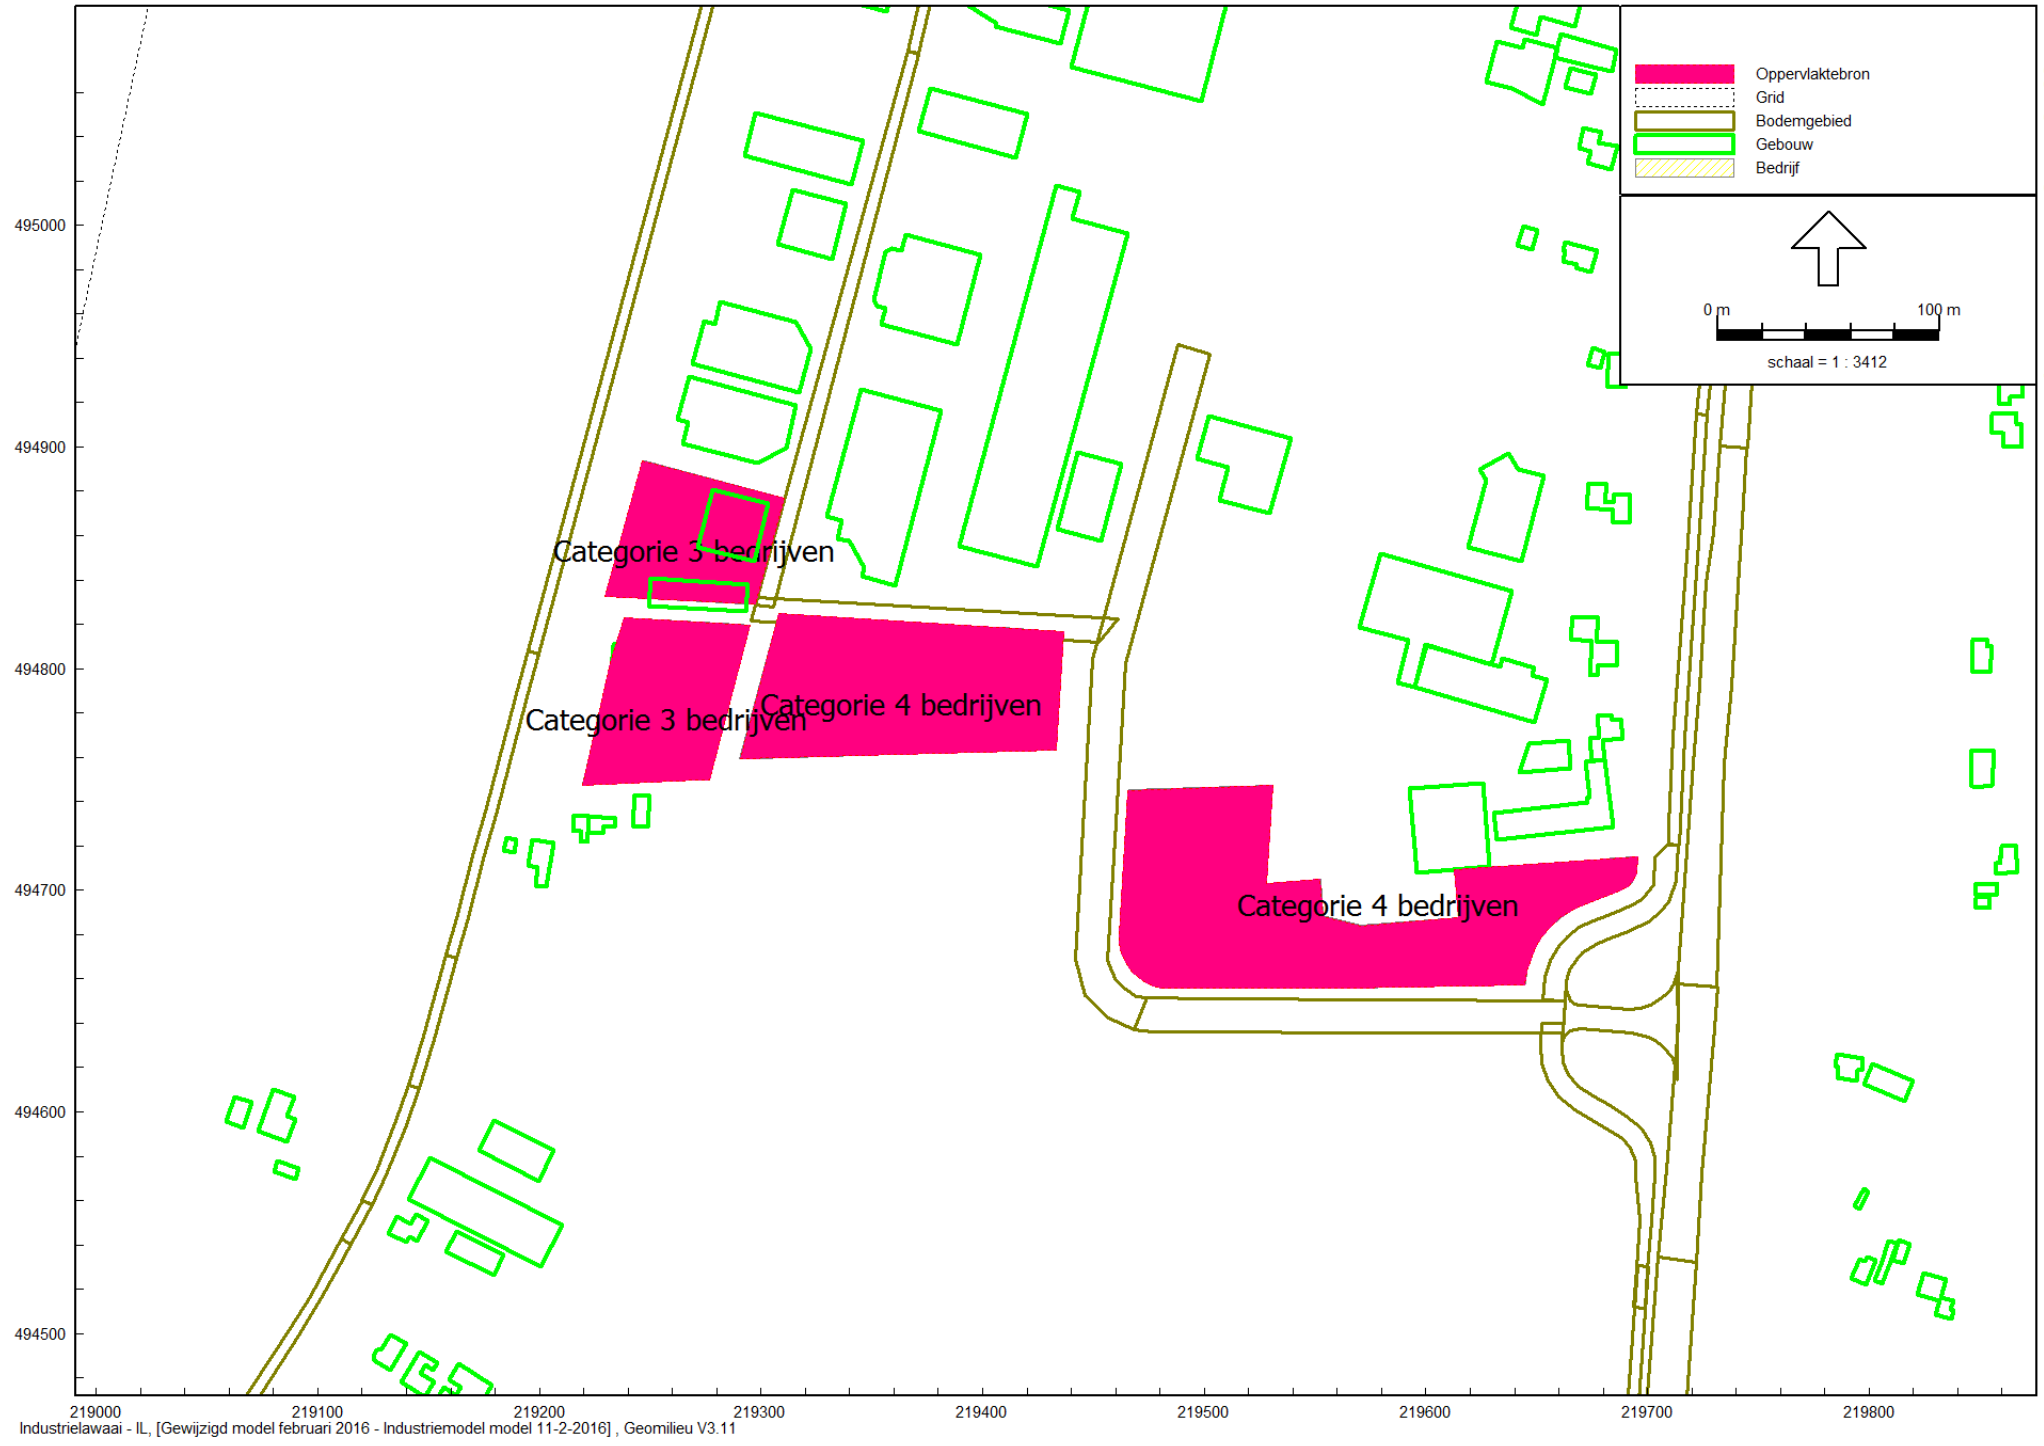 Oppervlaktebron
Grid
Bodemgebied
Gebouw
Bedrijf
0 m 100 m
schaal = 1 : 3412
495000
494900
494800
494700
494600
494500
Categorie 3 bedrijven
Categorie 3 bedrijven
Categorie 4 bedrijven
Categorie 4 bedrijven
219000 219100 219200 219300 219400 219500 219600 219700 219800
Industrielawaai - IL, [Gewijzigd model februari 2016 - Industriemodel model 11-2-2016] , Geomilieu V3.11